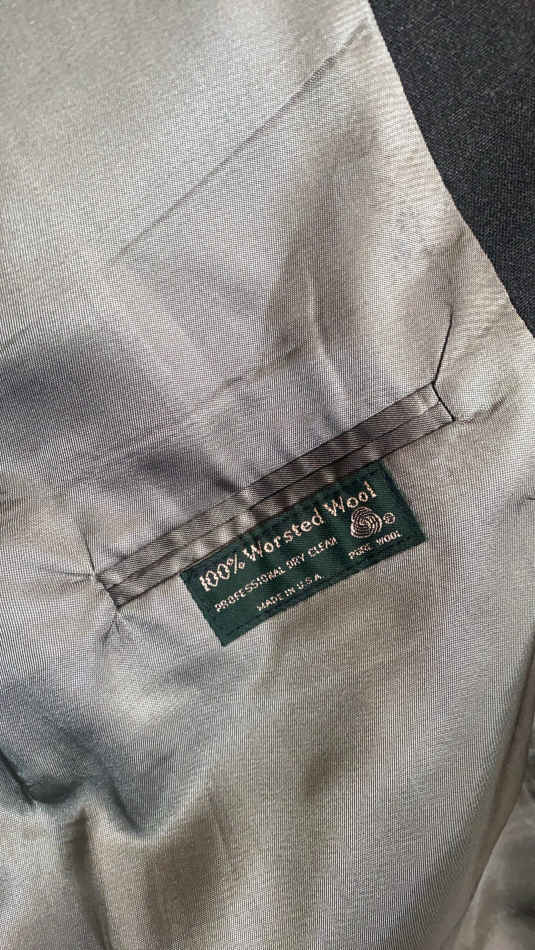 100% Worsted Wool
PROFESSIONAL DRY CLEAN
MADE IN U.S.A.
®
PURE WOOL